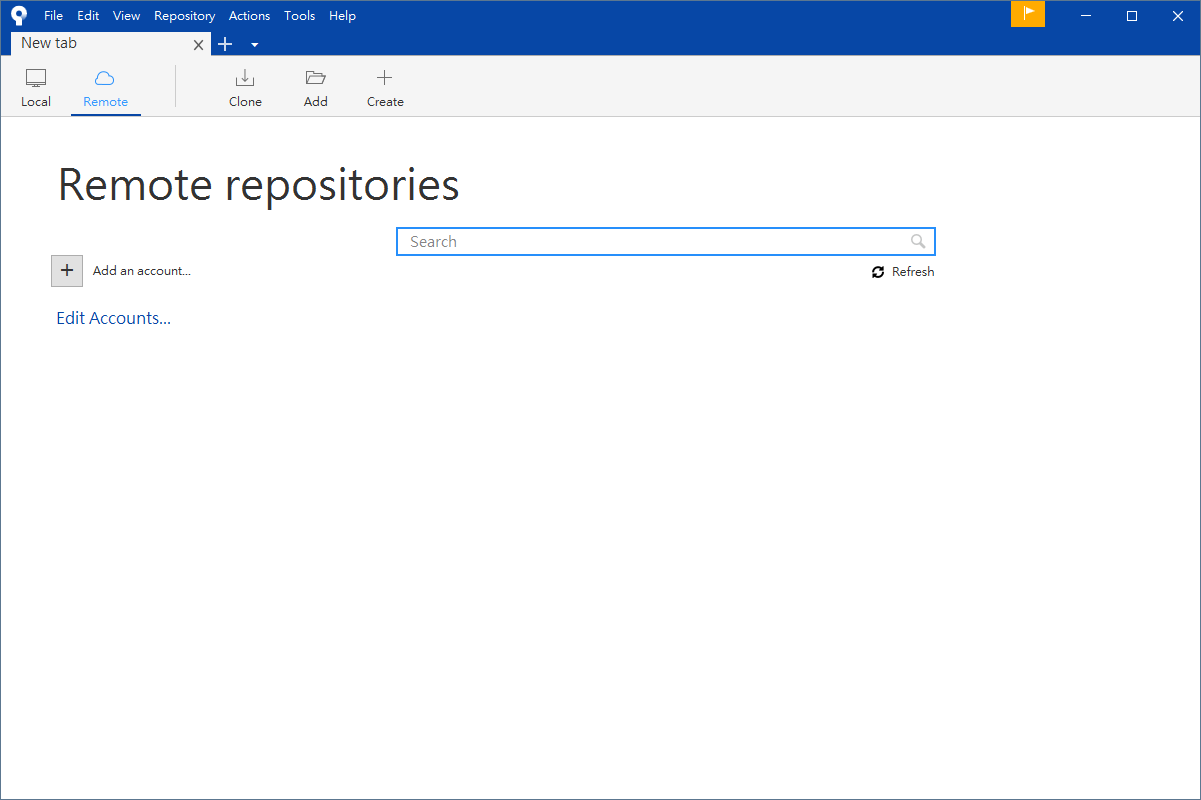 File Edit View Repository Actions Tools Help
New tab
Local Remote Clone Add Create
Remote repositories
Search
Add an account... Refresh
Edit Accounts...